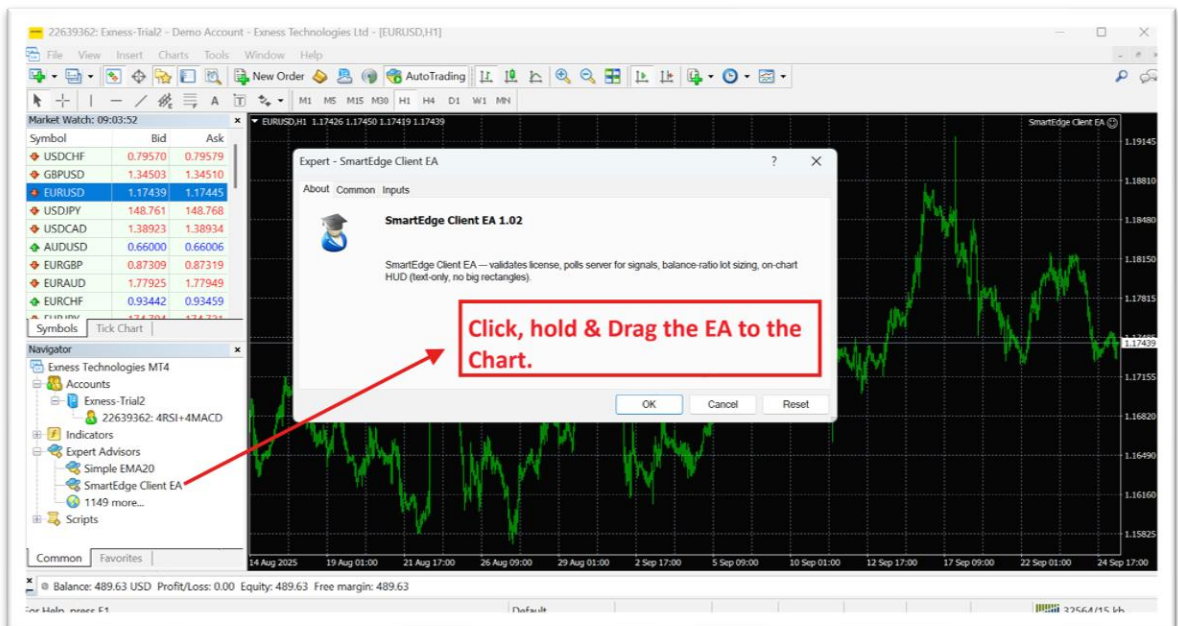 22639362: Exness-Trial2 - Demo Account - Exness Technologies Ltd - [EURUSD,H1]
File View Insert Charts Tools Window Help
New Order AutoTrading
A T M1 M5 M15 M30 H1 H4 D1 W1 MN
Market Watch: 09:03:52
Symbol Bid Ask
USDCHF 0.79570 0.79579
GBPUSD 1.34503 1.34510
EURUSD 1.17439 1.17445
USDJPY 148.761 148.768
USDCAD 1.38923 1.38934
AUDUSD 0.66000 0.66006
EURGBP 0.87309 0.87319
EURAUD 1.77925 1.77949
EURCHF 0.93442 0.93459
Symbols Tick Chart
Navigator
Exness Technologies MT4
Accounts
Exness-Trial2
22639362: 4RSI+4MACD
Indicators
Expert Advisors
Simple EMA20
SmartEdge Client EA
1149 more...
Scripts
Common Favorites
EURUSD,H1 1.17426 1.17450 1.17419 1.17439
SmartEdge Client EA
Expert - SmartEdge Client EA
About Common Inputs
SmartEdge Client EA 1.02
SmartEdge Client EA — validates license, polls server for signals, balance-ratio lot sizing, on-chart
HUD (text-only, no big rectangles).
Click, hold & Drag the EA to the
Chart.
OK Cancel Reset
1.19145
1.18810
1.18480
1.18150
1.17815
1.17439
1.17155
1.16820
1.16490
1.16160
1.15825
14 Aug 2025 19 Aug 01:00 21 Aug 17:00 26 Aug 09:00 29 Aug 01:00 2 Sep 17:00 5 Sep 09:00 10 Sep 01:00 12 Sep 17:00 17 Sep 09:00 22 Sep 01:00 24 Sep 17:00
Balance: 489.63 USD Profit/Loss: 0.00 Equity: 489.63 Free margin: 489.63
For Help, press F1 Default 32564/15 kb